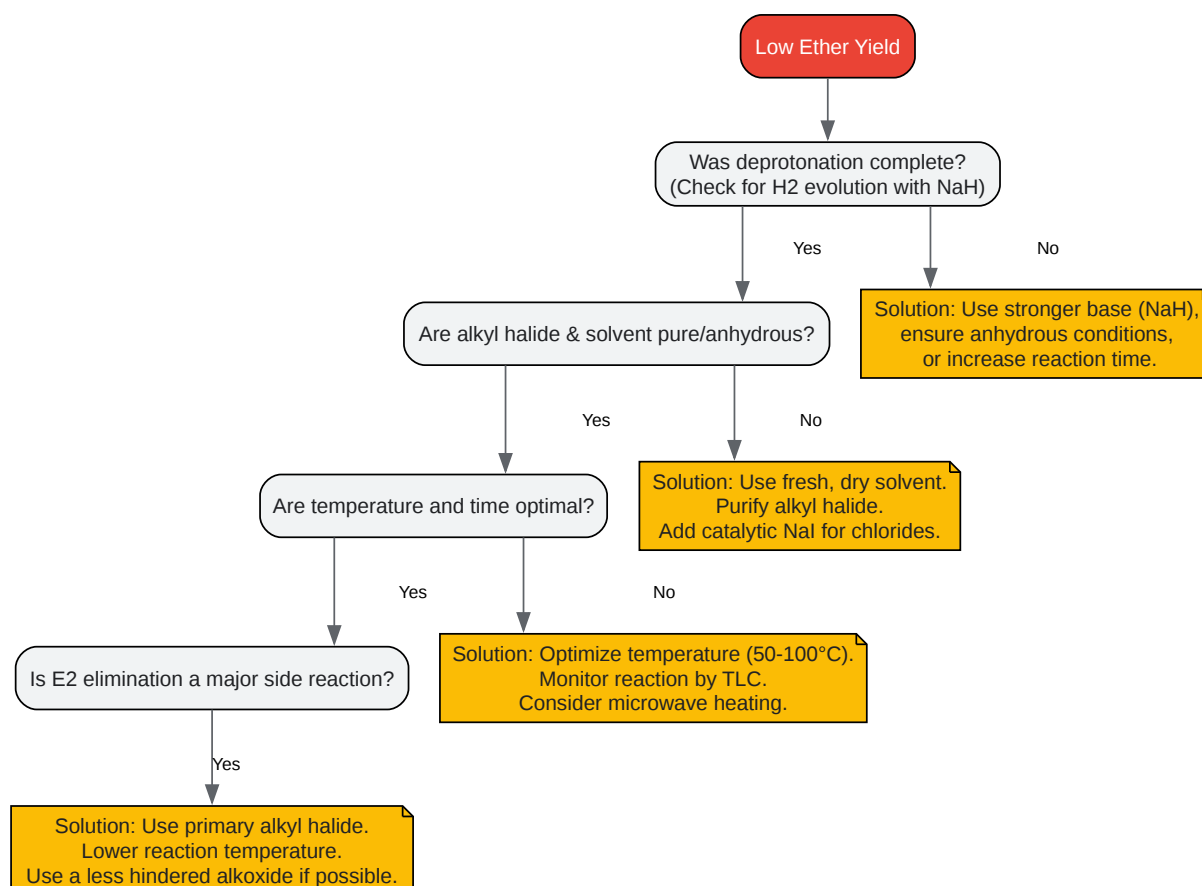 Low Ether Yield
Was deprotonation complete?
(Check for H2 evolution with NaH)
Yes
No
Solution: Use stronger base (NaH),
ensure anhydrous conditions,
or increase reaction time.
Are alkyl halide & solvent pure/anhydrous?
Yes
No
Solution: Use fresh, dry solvent.
Purify alkyl halide.
Add catalytic NaI for chlorides.
Are temperature and time optimal?
Yes
No
Solution: Optimize temperature (50-100°C).
Monitor reaction by TLC.
Consider microwave heating.
Is E2 elimination a major side reaction?
Yes
Solution: Use primary alkyl halide.
Lower reaction temperature.
Use a less hindered alkoxide if possible.